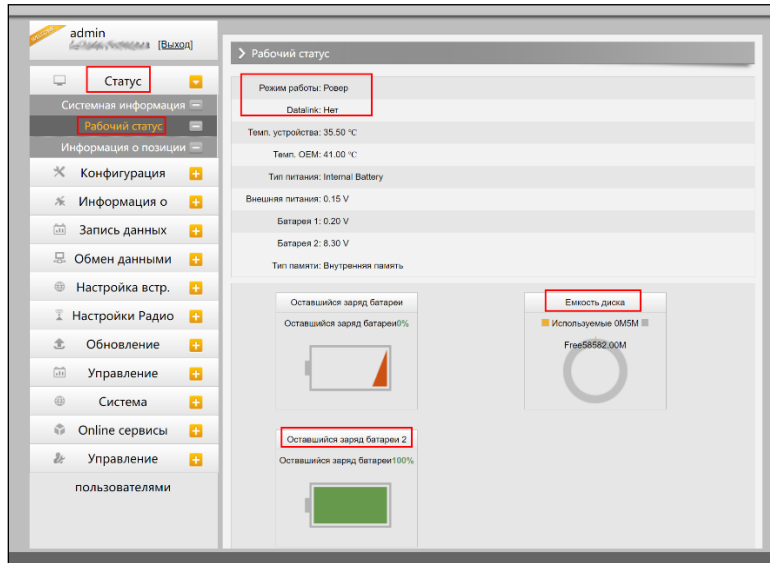 WELCOME
admin
[Выход]
Статус
Системная информация
Рабочий статус
Информация о позиции
Конфигурация
Информация о
Запись данных
Обмен данными
Настройка встр.
Настройки Радио
Обновление
Управление
Система
Online сервисы
Управление
пользователями
Рабочий статус
Режим работы: Ровер
Datalink: Нет
Темп. устройства: 35.50 °C
Темп. OEM: 41.00 °C
Тип питания: Internal Battery
Внешняя питания: 0.15 V
Батарея 1: 0.20 V
Батарея 2: 8.30 V
Тип памяти: Внутренняя память
Оставшийся заряд батареи
Оставшийся заряд батареи0%
Емкость диска
Используемые 0M5M
Free58582.00M
Оставшийся заряд батареи 2
Оставшийся заряд батареи100%